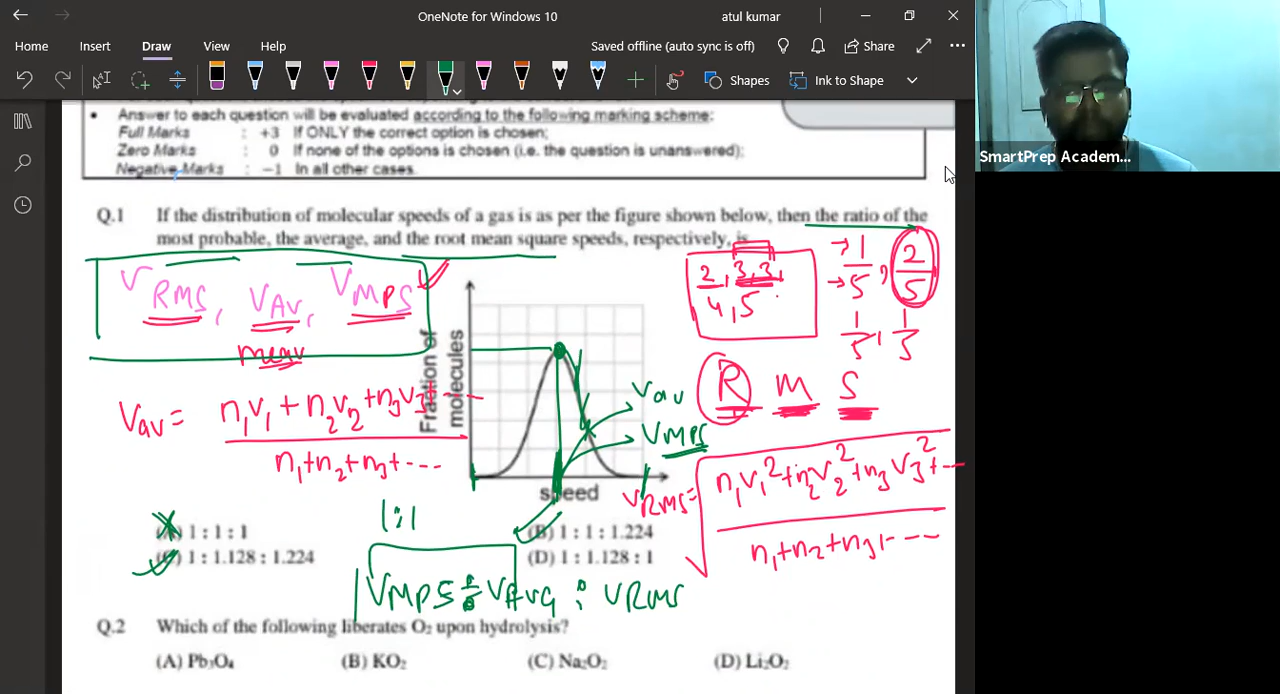 OneNote for Windows 10
atul kumar
Home Insert Draw View Help
Saved offline (auto sync is off)
Share
Shapes
Ink to Shape
SmartPrep Academ...
• Answer to each question will be evaluated according to the following marking scheme:
Full Marks : +3 If ONLY the correct option is chosen;
Zero Marks : 0 If none of the options is chosen (i.e. the question is unanswered);
Negative Marks : −1 In all other cases.
Q.1 If the distribution of molecular speeds of a gas is as per the figure shown below, then the ratio of the
most probable, the average, and the root mean square speeds, respectively, is
VRMS, VAV, VMPS
mean
2, 3, 3,
4, 5
1/5, 2/5
1/5, 1/5
R M S
Fraction of
molecules
speed
Vav
VMPS
Vav = n1v1 + n2v2 + n3v3 ----
n1+n2+n3+ ---
VRMS = √ n1v1²+n2v2²+n3v3²+--
n1+n2+n3+ ---
1:1
(A) 1 : 1 : 1 (B) 1 : 1 : 1.224
(C) 1 : 1.128 : 1.224 (D) 1 : 1.128 : 1
VMPS : VAVG : VRMS
Q.2 Which of the following liberates O₂ upon hydrolysis?
(A) Pb₃O₄ (B) KO₂ (C) Na₂O₂ (D) Li₂O₂